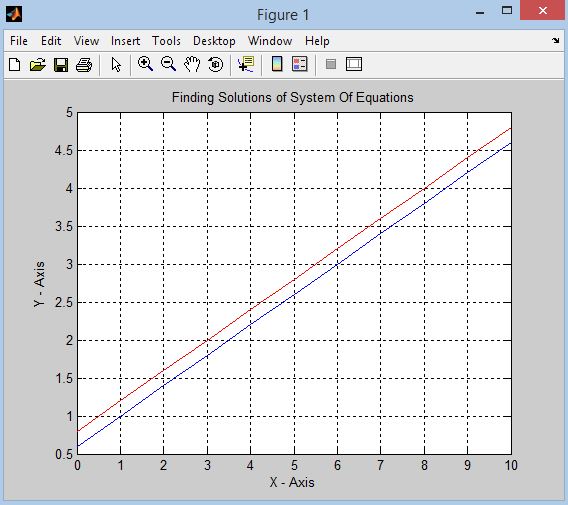 Figure 1
File Edit View Insert Tools Desktop Window Help
Finding Solutions of System Of Equations
5
4.5
4
3.5
3
2.5
2
1.5
1
0.5
Y - Axis
0 1 2 3 4 5 6 7 8 9 10
X - Axis